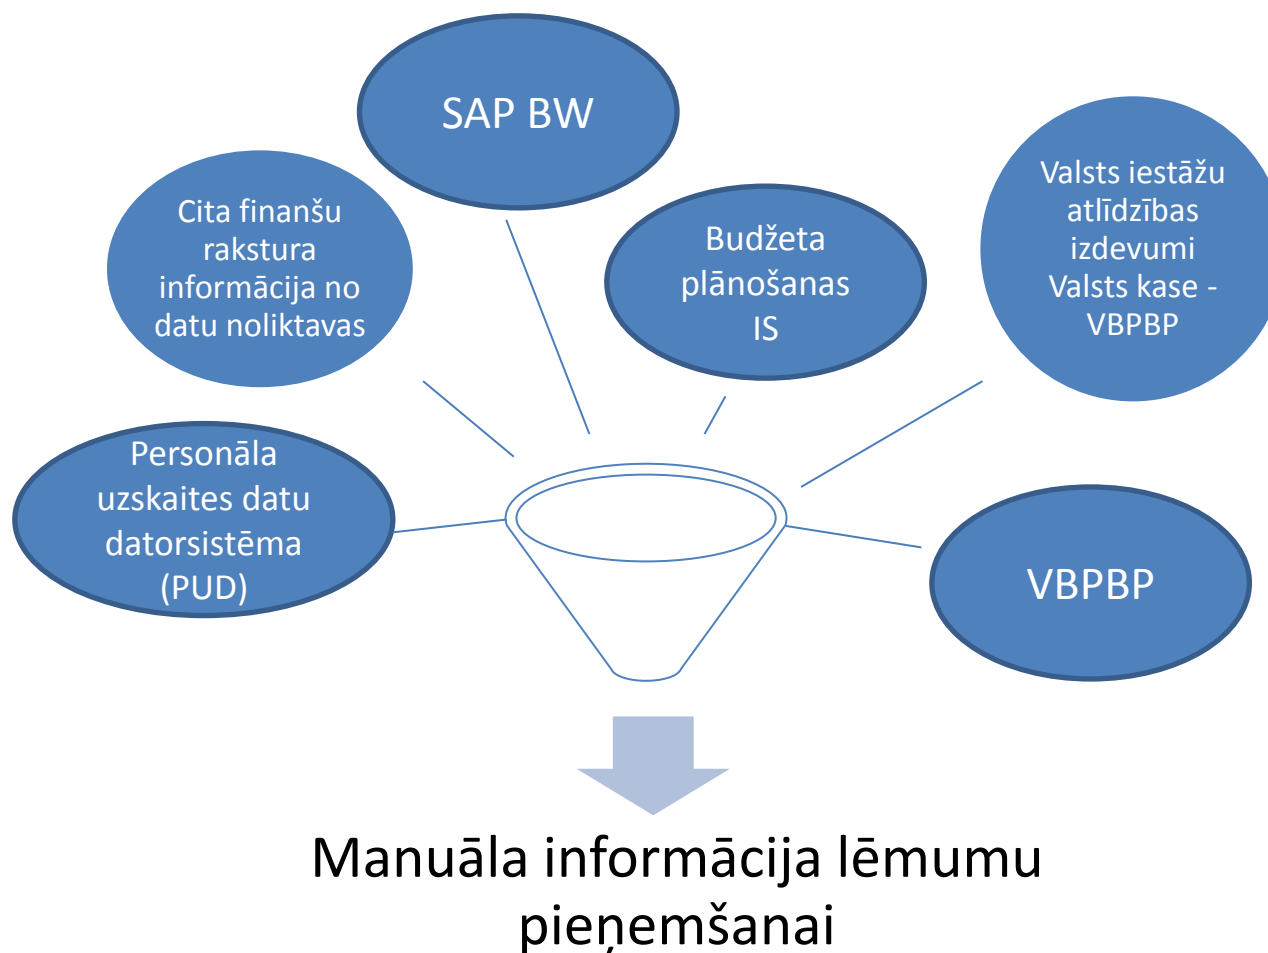 SAP BW
Cita finanšu
rakstura
informācija no
datu noliktavas
Budžeta
plānošanas
IS
Valsts iestāžu
atlīdzības
izdevumi
Valsts kase -
VBPBP
Personāla
uzskaites datu
datorsistēma
(PUD)
VBPBP
Manuāla informācija lēmumu
pieņemšanai